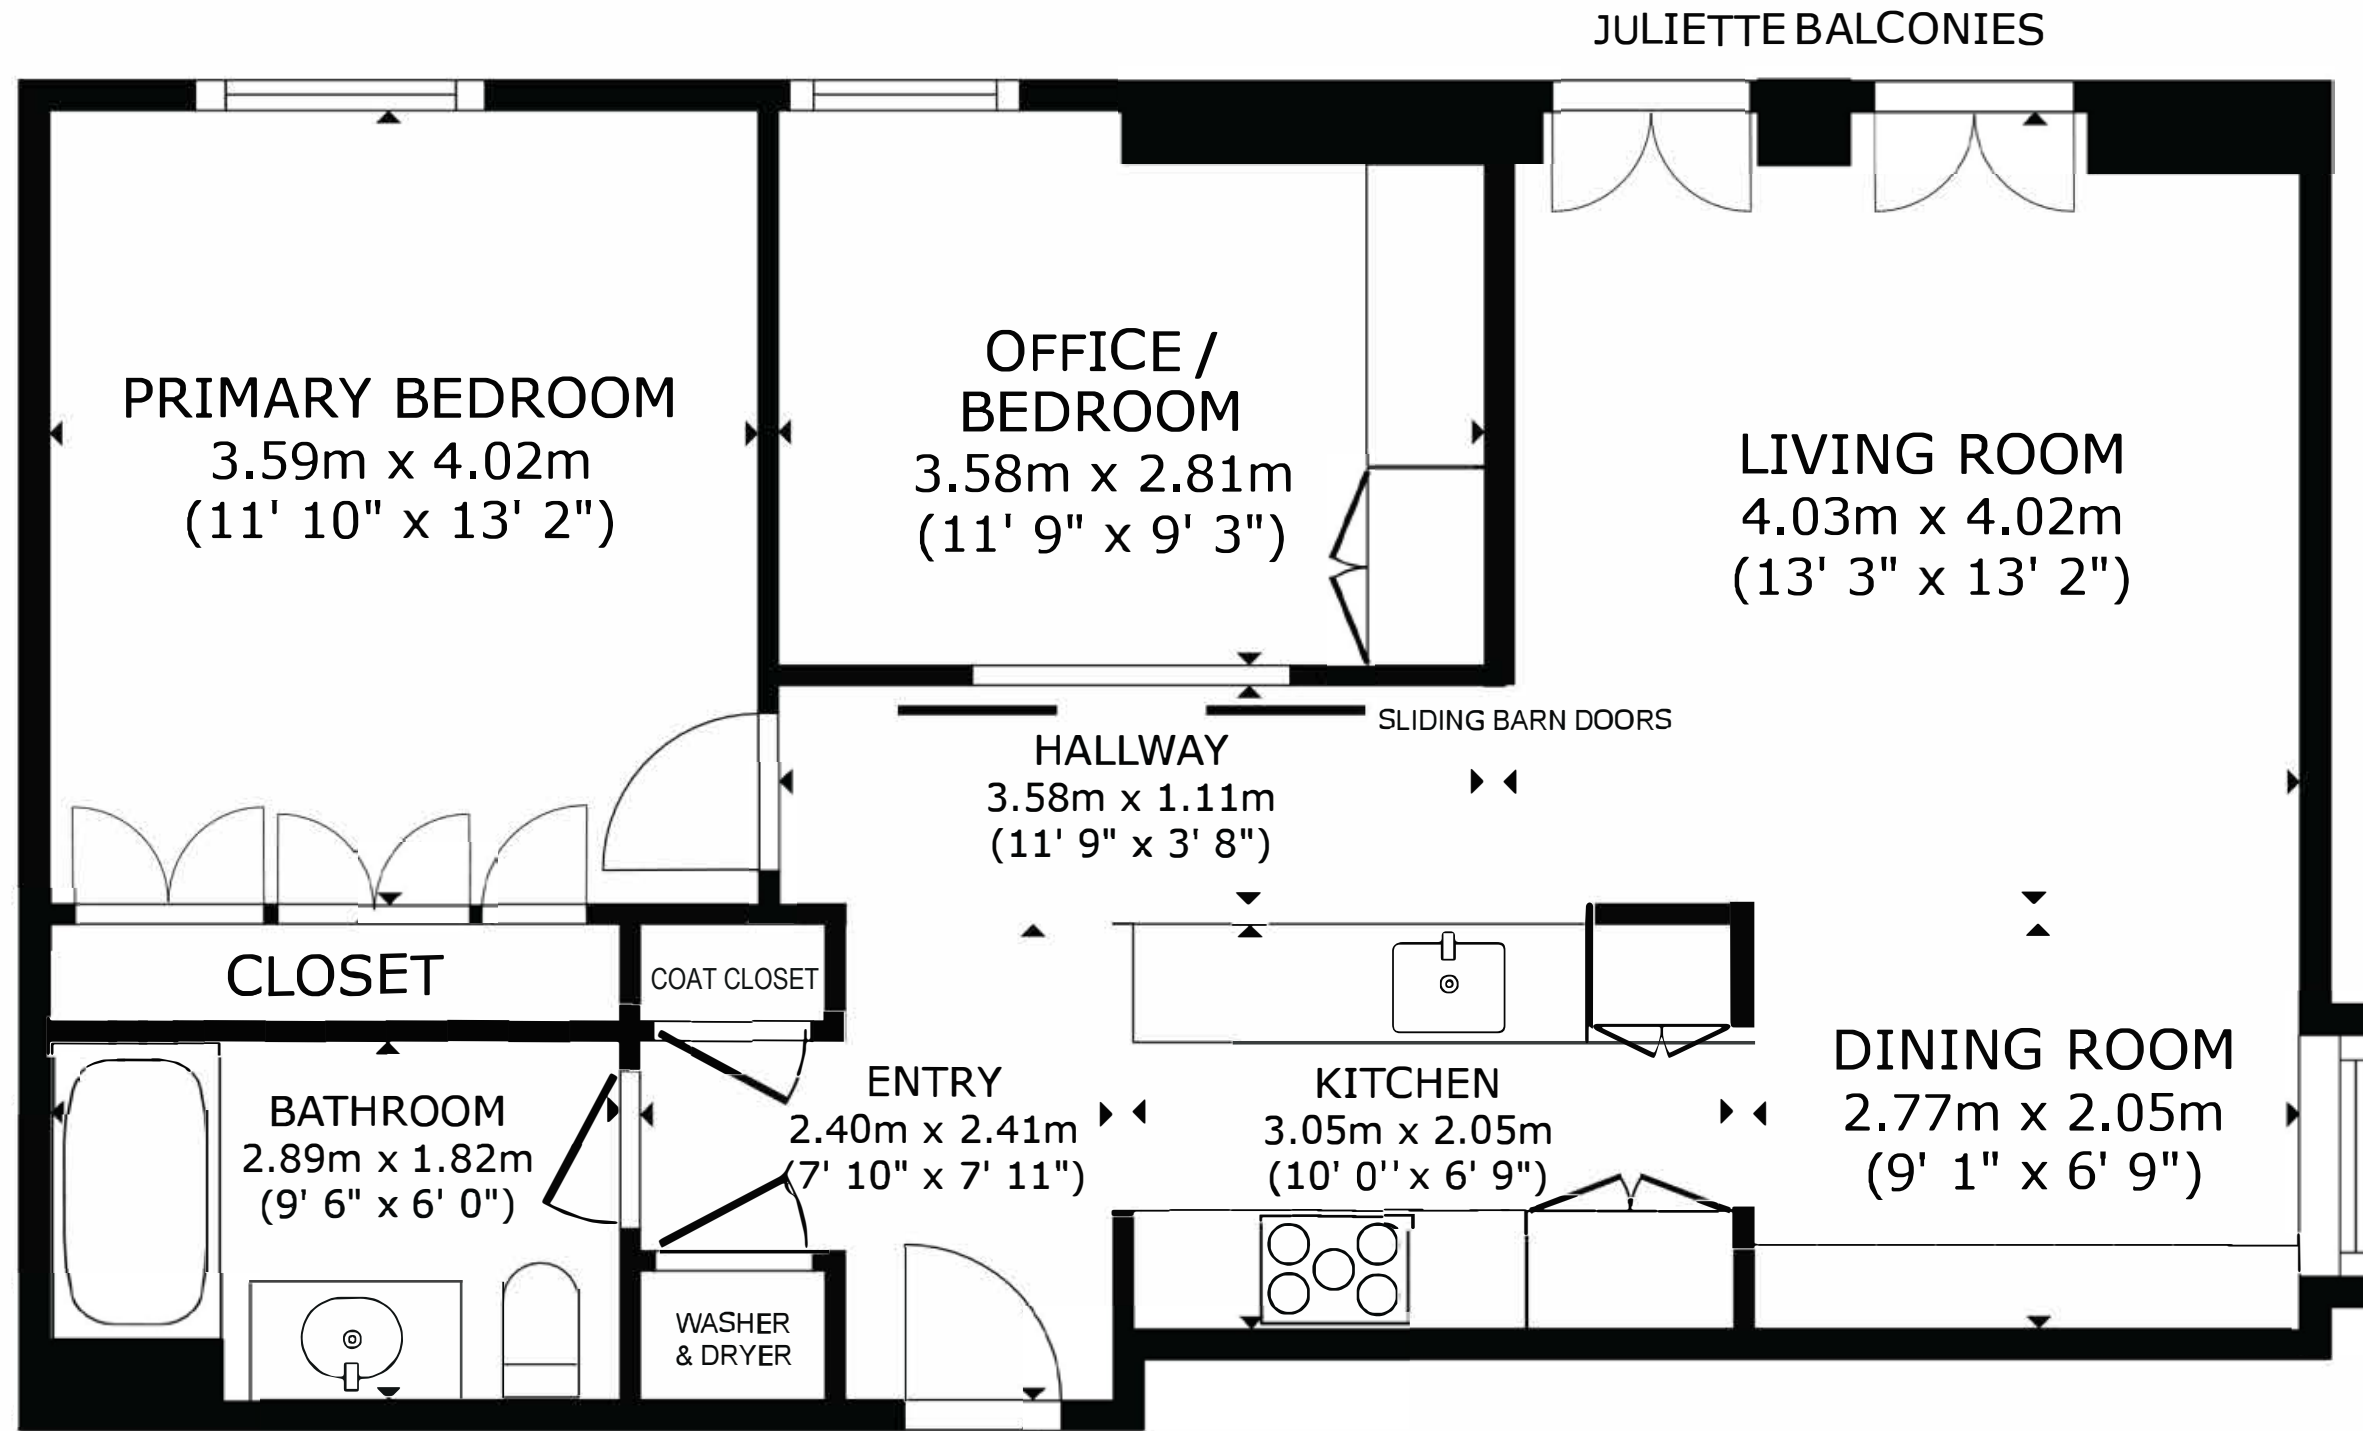 JULIETTE BALCONIES
PRIMARY BEDROOM
3.59m x 4.02m
(11' 10" x 13' 2")
OFFICE /
BEDROOM
3.58m x 2.81m
(11' 9" x 9' 3")
LIVING ROOM
4.03m x 4.02m
(13' 3" x 13' 2")
SLIDING BARN DOORS
HALLWAY
3.58m x 1.11m
(11' 9" x 3' 8")
CLOSET
COAT CLOSET
BATHROOM
2.89m x 1.82m
(9' 6" x 6' 0")
ENTRY
2.40m x 2.41m
(7' 10" x 7' 11")
KITCHEN
3.05m x 2.05m
(10' 0'' x 6' 9")
DINING ROOM
2.77m x 2.05m
(9' 1" x 6' 9")
WASHER
& DRYER